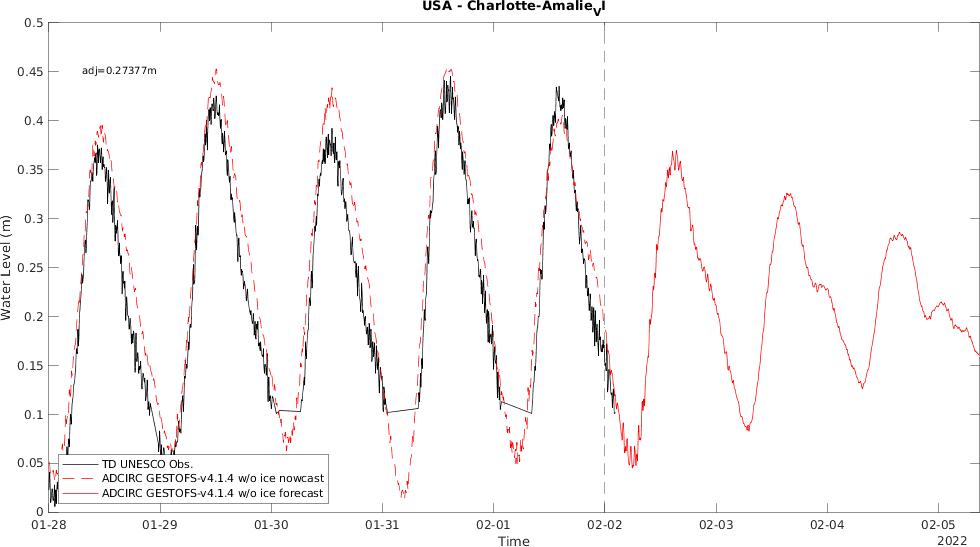 USA - Charlotte-Amalie_VI
0.5
0.45
0.4
0.35
0.3
0.25
0.2
0.15
0.1
0.05
0
Water Level (m)
adj=0.27377m
TD UNESCO Obs.
ADCIRC GESTOFS-v4.1.4 w/o ice nowcast
ADCIRC GESTOFS-v4.1.4 w/o ice forecast
01-28 01-29 01-30 01-31 02-01 02-02 02-03 02-04 02-05
Time
2022